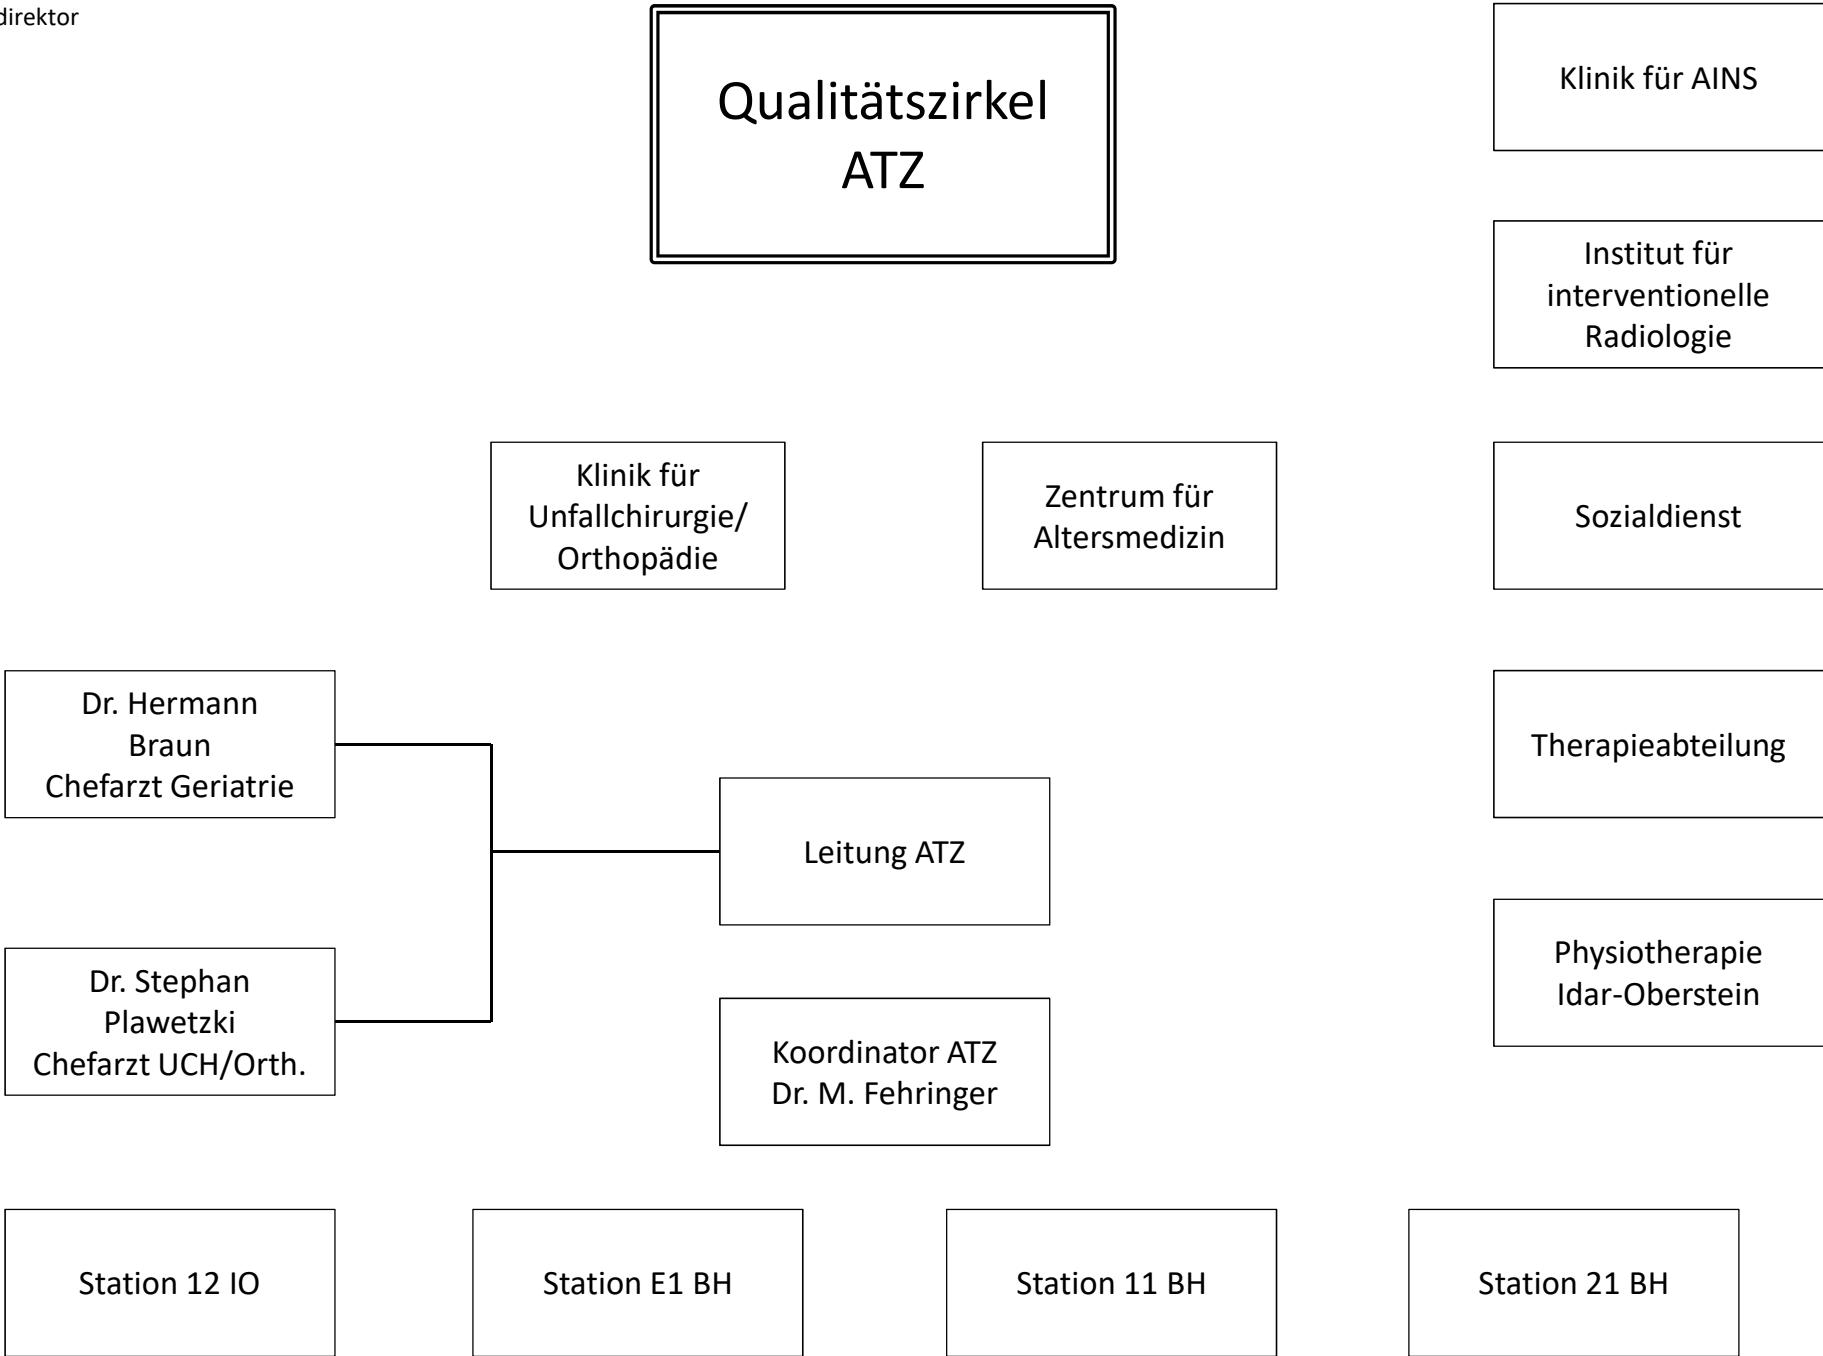 direktor
Qualitätszirkel
ATZ
Klinik für AINS
Institut für
interventionelle
Radiologie
Klinik für
Unfallchirurgie/
Orthopädie
Zentrum für
Altersmedizin
Sozialdienst
Dr. Hermann
Braun
Chefarzt Geriatrie
Therapieabteilung
Leitung ATZ
Dr. Stephan
Plawetzki
Chefarzt UCH/Orth.
Physiotherapie
Idar-Oberstein
Koordinator ATZ
Dr. M. Fehringer
Station 12 IO
Station E1 BH
Station 11 BH
Station 21 BH